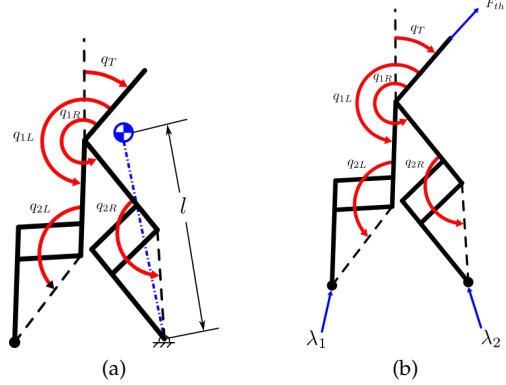 q_T
q_{1R}
q_{1L}
q_{2L}
q_{2R}
l
(a)
F_{th}
q_T
q_{1R}
q_{1L}
q_{2L}
q_{2R}
λ_1
λ_2
(b)